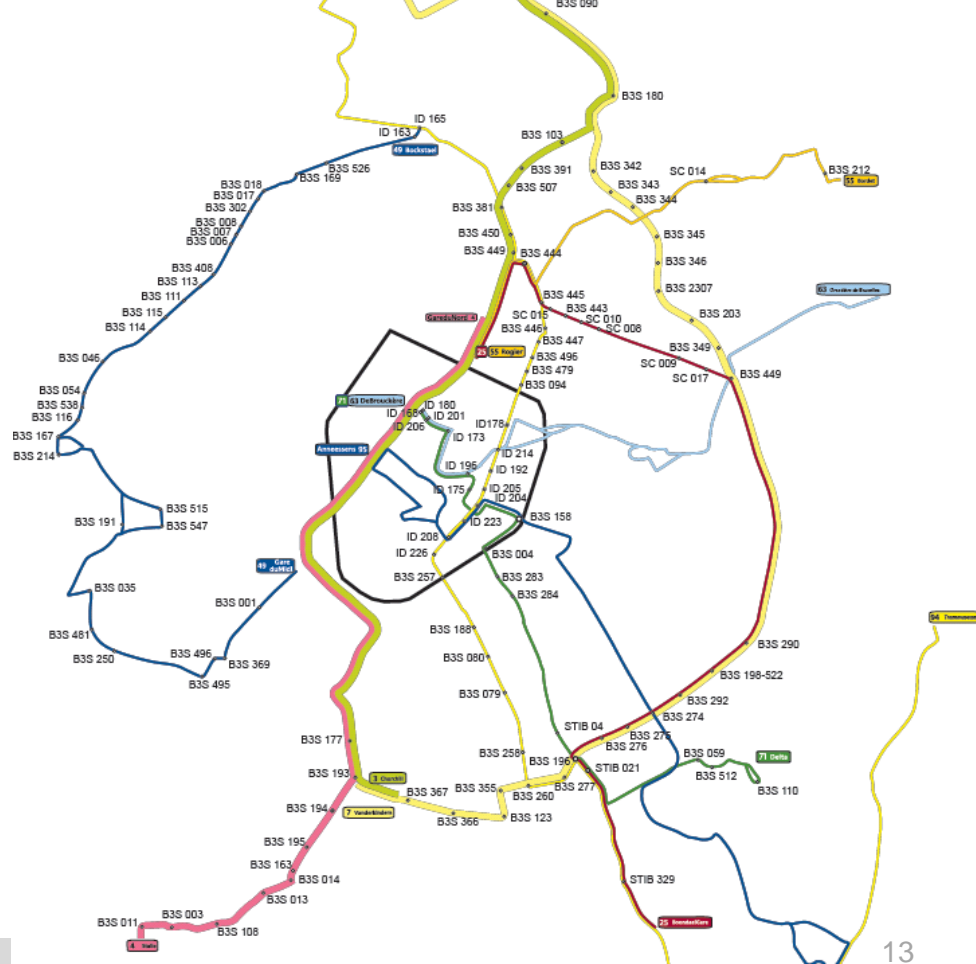 B3S 090
B3S 180
ID 165
ID 163
49 Bockstael
B3S 103
B3S 526
B3S 169
B3S 018
B3S 017
B3S 302
B3S 008
B3S 007
B3S 006
B3S 391
B3S 507
B3S 381
B3S 342
B3S 343
B3S 344
SC 014
B3S 212
55 Bordet
B3S 450
B3S 449
B3S 444
B3S 345
B3S 346
B3S 408
B3S 113
B3S 111
B3S 115
B3S 114
B3S 2307
B3S 445
B3S 443
SC 015
SC 010
B3S 446
SC 008
B3S 203
GareduNord 4
B3S 447
B3S 349
25 55 Rogier
B3S 496
B3S 479
SC 009
SC 017
B3S 449
B3S 046
B3S 094
B3S 054
B3S 538
B3S 116
71 63 DeBrouckère
ID 180
ID 168
ID 201
ID 206
ID 173
ID178
B3S 167
B3S 214
Anneessens 95
ID 214
ID 196
ID 192
ID 175
ID 205
ID 204
B3S 515
B3S 191
B3S 547
ID 223
B3S 158
ID 208
ID 226
B3S 004
49 Gare
duMidi
B3S 257
B3S 283
B3S 284
B3S 035
B3S 001
B3S 481
B3S 250
B3S 496
B3S 369
B3S 495
B3S 188
B3S 080
B3S 079
B3S 290
B3S 198-522
B3S 292
B3S 274
B3S 275
B3S 276
STIB 04
B3S 177
B3S 258
B3S 196
STIB 021
B3S 059
B3S 512
71 Delta
B3S 110
B3S 193
3 Churchill
B3S 367
B3S 355
B3S 260
B3S 277
B3S 194
7 Vanderkindere
B3S 366
B3S 123
B3S 195
B3S 163
B3S 014
B3S 013
STIB 329
B3S 011
B3S 003
B3S 108
4 Stalle
25 BoondaelGare
13